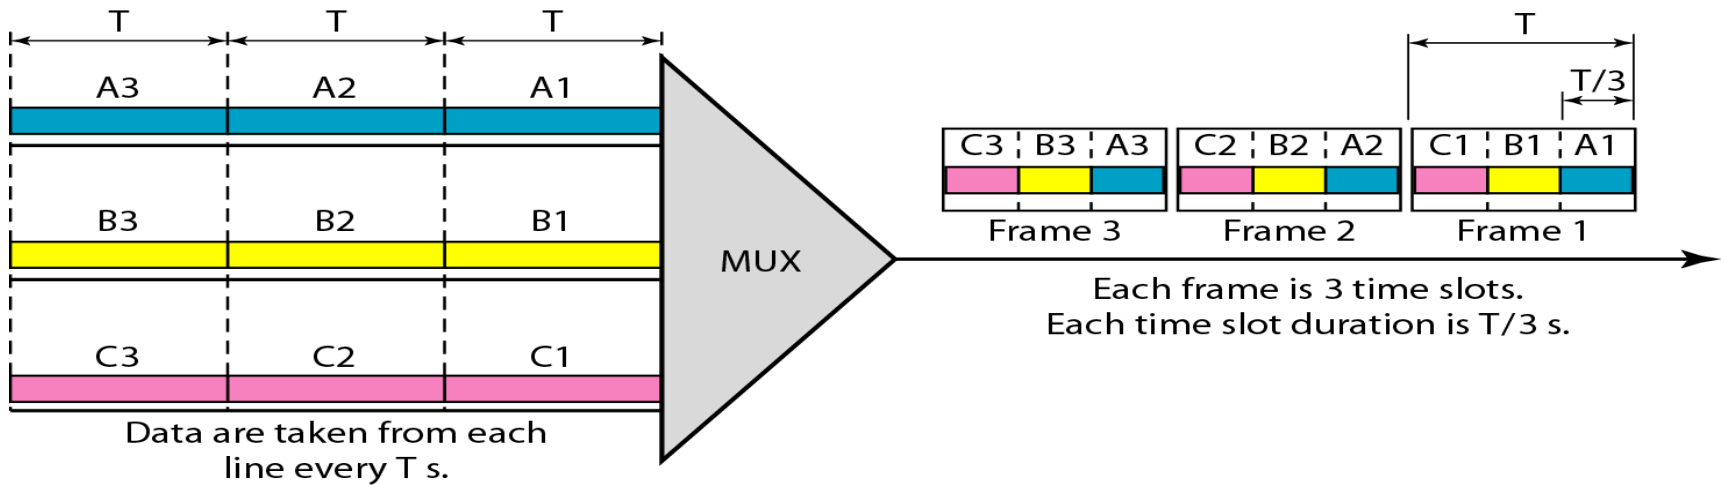 T T T
A3 A2 A1
B3 B2 B1
C3 C2 C1
Data are taken from each
line every T s.
MUX
T
T/3
C3 B3 A3 C2 B2 A2 C1 B1 A1
Frame 3 Frame 2 Frame 1
Each frame is 3 time slots.
Each time slot duration is T/3 s.